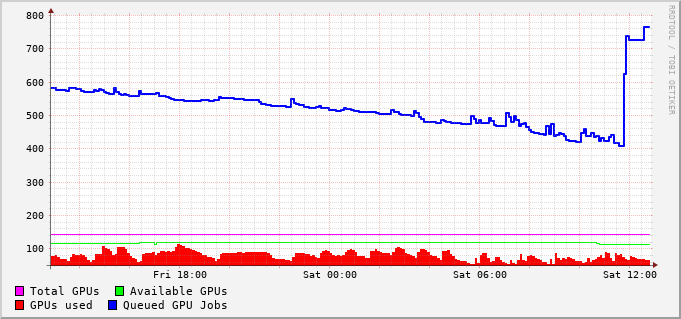 800
700
600
500
400
300
200
100
Fri 18:00 Sat 00:00 Sat 06:00 Sat 12:00
Total GPUs Available GPUs
GPUs used Queued GPU Jobs
RRDTOOL / TOBI OETIKER